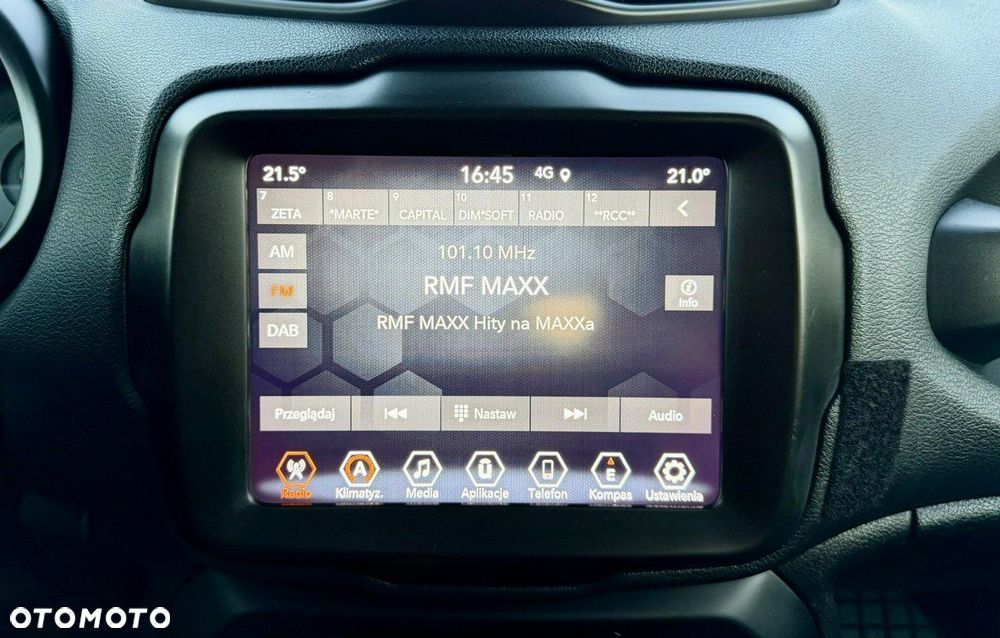 21.5° 16:45 4G 21.0°
7 8 9 10 11 12
ZETA *MARTE* CAPITAL DIM*SOFT RADIO **RCC**
AM
101.10 MHz
RMF MAXX
FM
i Info
RMF MAXX Hity na MAXXa
DAB
Przeglądaj Nastaw Audio
A E
Radio Klimatyz. Media Aplikacje Telefon Kompas Ustawienia
OTOMOTO